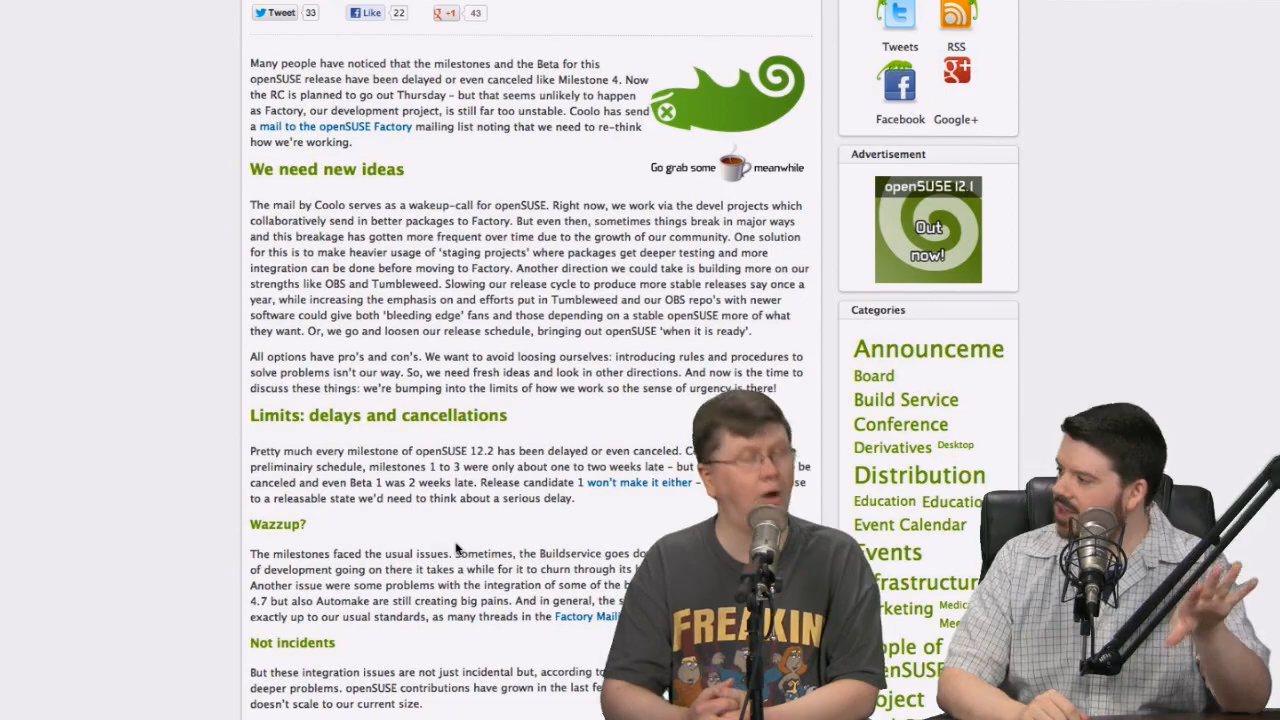 Tweet 33 Like 22 +1 43
Many people have noticed that the milestones and the Beta for this
openSUSE release have been delayed or even canceled like Milestone 4. Now
the RC is planned to go out Thursday – but that seems unlikely to happen
as Factory, our development project, is still far too unstable. Coolo has send
a mail to the openSUSE Factory mailing list noting that we need to re-think
how we're working.
Go grab some meanwhile
We need new ideas
The mail by Coolo serves as a wakeup-call for openSUSE. Right now, we work via the devel projects which
collaboratively send in better packages to Factory. But even then, sometimes things break in major ways
and this breakage has gotten more frequent over time due to the growth of our community. One solution
for this is to make heavier usage of 'staging projects' where packages get deeper testing and more
integration can be done before moving to Factory. Another direction we could take is building more on our
strengths like OBS and Tumbleweed. Slowing our release cycle to produce more stable releases say once a
year, while increasing the emphasis on and efforts put in Tumbleweed and our OBS repo's with newer
software could give both 'bleeding edge' fans and those depending on a stable openSUSE more of what
they want. Or, we go and loosen our release schedule, bringing out openSUSE 'when it is ready'.
All options have pro's and con's. We want to avoid loosing ourselves: introducing rules and procedures to
solve problems isn't our way. So, we need fresh ideas and look in other directions. And now is the time to
discuss these things: we're bumping into the limits of how we work so the sense of urgency is there!
Limits: delays and cancellations
Pretty much every milestone of openSUSE 12.2 has been delayed or even canceled.
preliminairy schedule, milestones 1 to 3 were only about one to two weeks late – but be
canceled and even Beta 1 was 2 weeks late. Release candidate 1 won't make it either –
to a releasable state we'd need to think about a serious delay.
Wazzup?
The milestones faced the usual issues. Sometimes, the Buildservice goes
of development going on there it takes a while for it to churn through its
Another issue were some problems with the integration of some of the
4.7 but also Automake are still creating big pains. And in general, the
exactly up to our usual standards, as many threads in the Factory
Not incidents
But these integration issues are not just incidental but, according to
deeper problems. openSUSE contributions have grown in the last
doesn't scale to our current size.
Tweets RSS
Facebook Google+
Advertisement
openSUSE 12.1
Out
now!
Categories
Announceme
Board
Build Service
Conference
Derivatives Desktop
Distribution
Education Educatio
Event Calendar
Events
FREAKIN